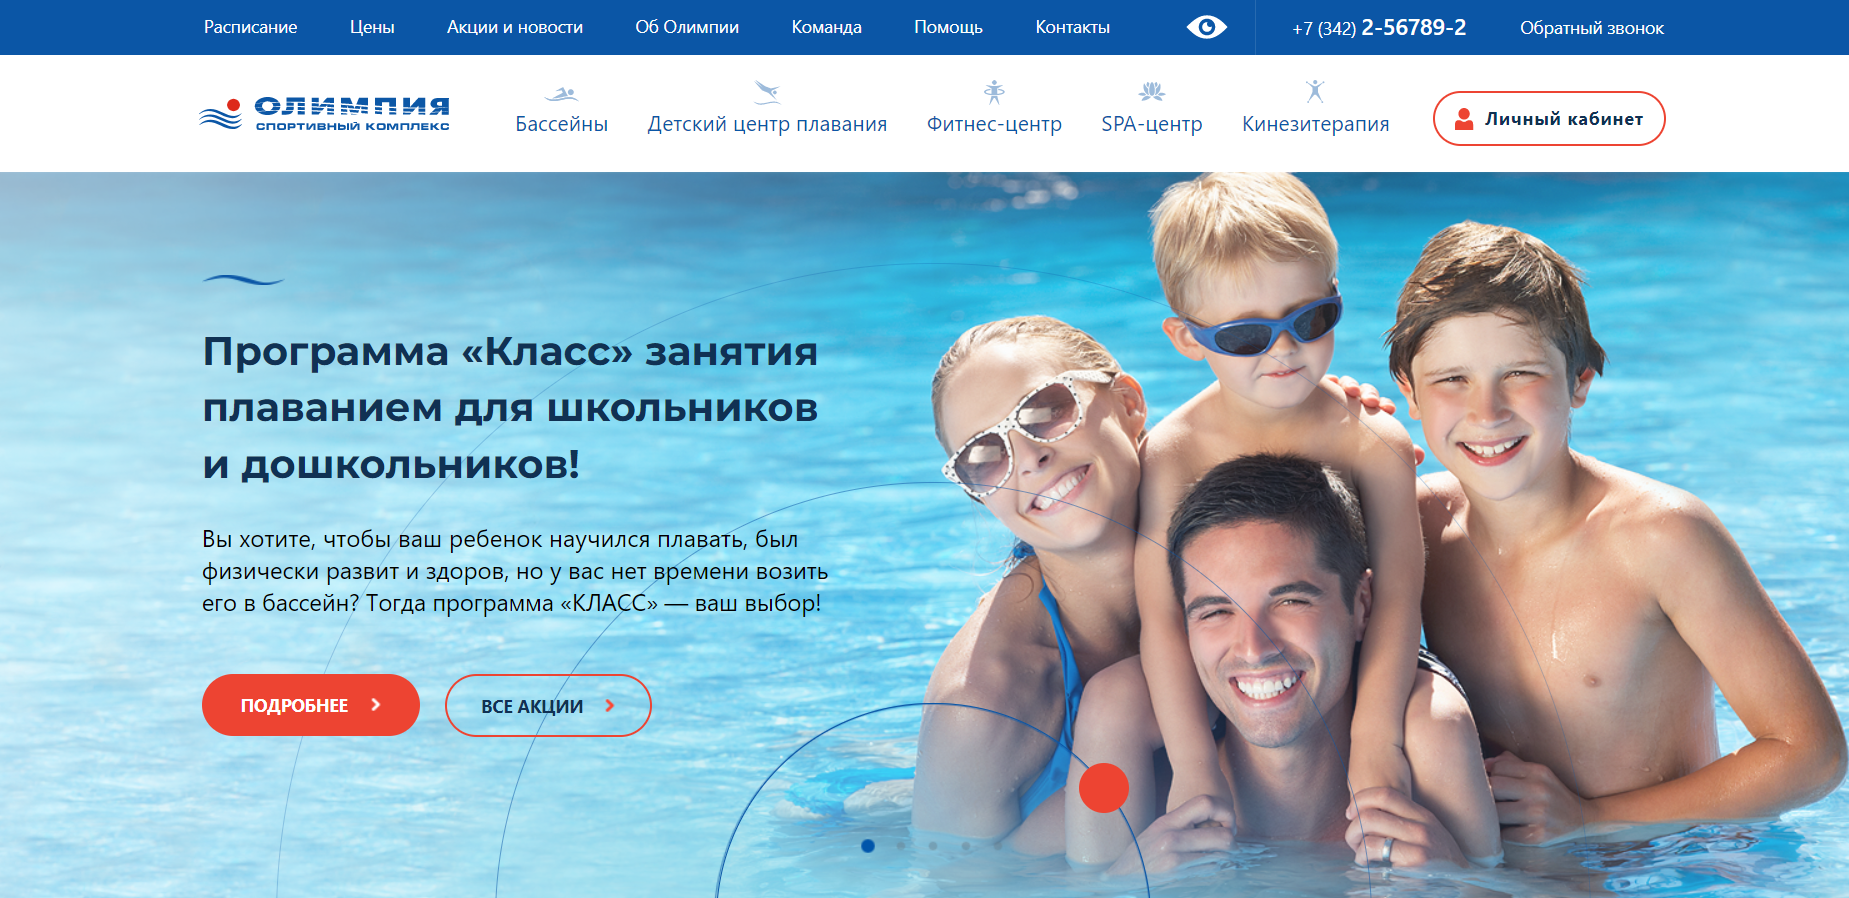 Расписание Цены Акции и новости Об Олимпии Команда Помощь Контакты +7 (342) 2-56789-2 Обратный звонок
ОЛИМПИЯ
СПОРТИВНЫЙ КОМПЛЕКС
Бассейны Детский центр плавания Фитнес-центр SPA-центр Кинезитерапия Личный кабинет
Программа «Класс» занятия
плаванием для школьников
и дошкольников!
Вы хотите, чтобы ваш ребенок научился плавать, был
физически развит и здоров, но у вас нет времени возить
его в бассейн? Тогда программа «КЛАСС» — ваш выбор!
ПОДРОБНЕЕ ВСЕ АКЦИИ